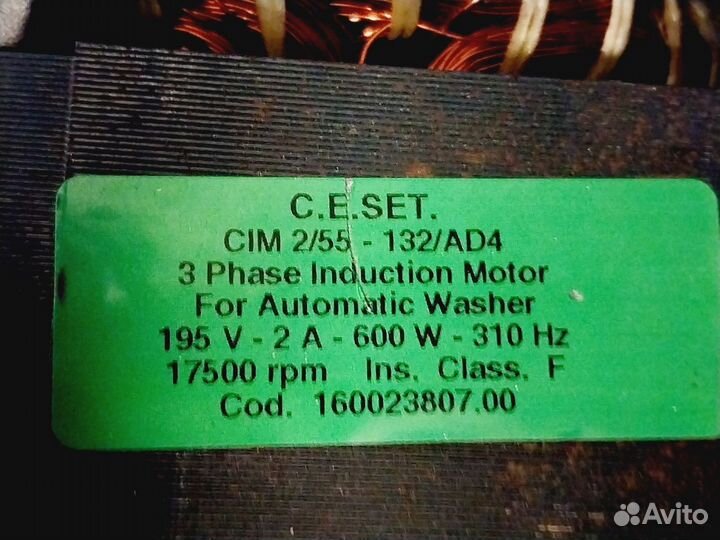 C.E.SET.
CIM 2/55 - 132/AD4
3 Phase Induction Motor
For Automatic Washer
195 V - 2 A - 600 W - 310 Hz
17500 rpm Ins. Class. F
Cod. 160023807.00
Avito